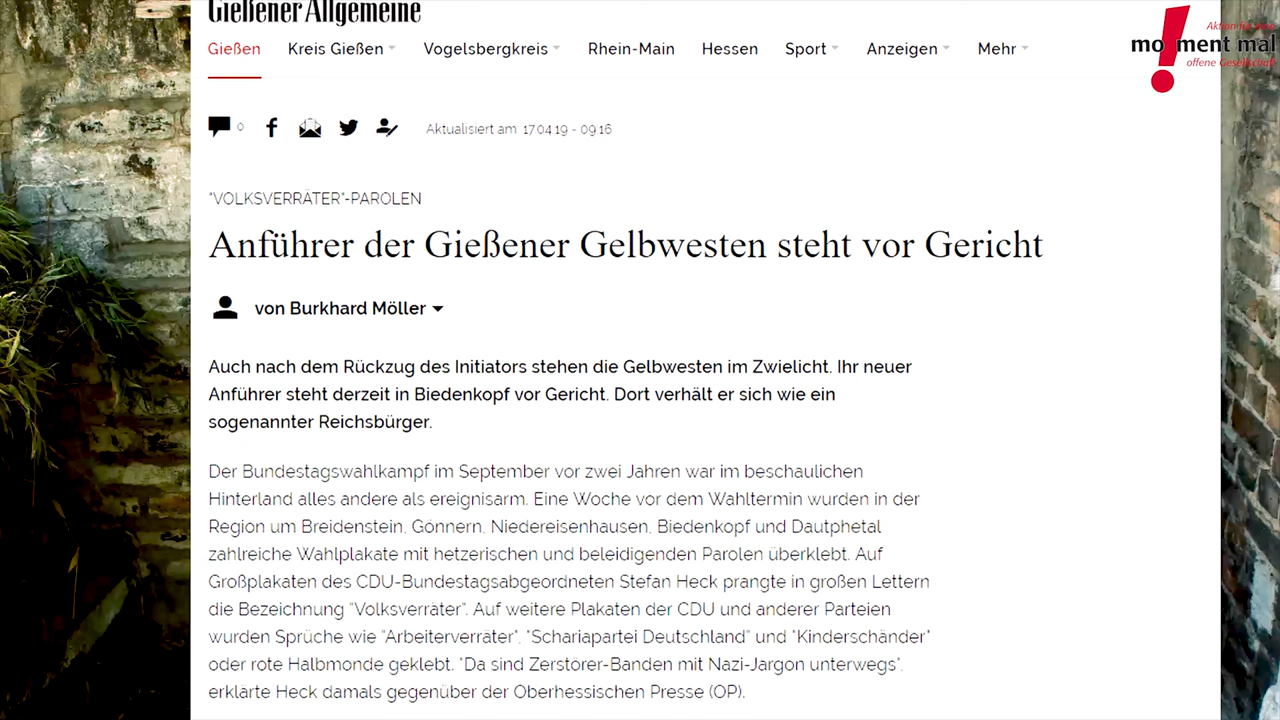 Gießener Allgemeine
Aktion für eine
moment mal
offene Gesellschaft
Gießen Kreis Gießen Vogelsbergkreis Rhein-Main Hessen Sport Anzeigen Mehr
0 Aktualisiert am 17.04.19 - 09:16
"VOLKSVERRÄTER"-PAROLEN
Anführer der Gießener Gelbwesten steht vor Gericht
von Burkhard Möller
Auch nach dem Rückzug des Initiators stehen die Gelbwesten im Zwielicht. Ihr neuer
Anführer steht derzeit in Biedenkopf vor Gericht. Dort verhält er sich wie ein
sogenannter Reichsbürger.
Der Bundestagswahlkampf im September vor zwei Jahren war im beschaulichen
Hinterland alles andere als ereignisarm. Eine Woche vor dem Wahltermin wurden in der
Region um Breidenstein, Gönnern, Niedereisenhausen, Biedenkopf und Dautphetal
zahlreiche Wahlplakate mit hetzerischen und beleidigenden Parolen überklebt. Auf
Großplakaten des CDU-Bundestagsabgeordneten Stefan Heck prangte in großen Lettern
die Bezeichnung "Volksverräter". Auf weitere Plakaten der CDU und anderer Parteien
wurden Sprüche wie "Arbeiterverräter", "Schariapartei Deutschland" und "Kinderschänder"
oder rote Halbmonde geklebt. "Da sind Zerstörer-Banden mit Nazi-Jargon unterwegs",
erklärte Heck damals gegenüber der Oberhessischen Presse (OP).